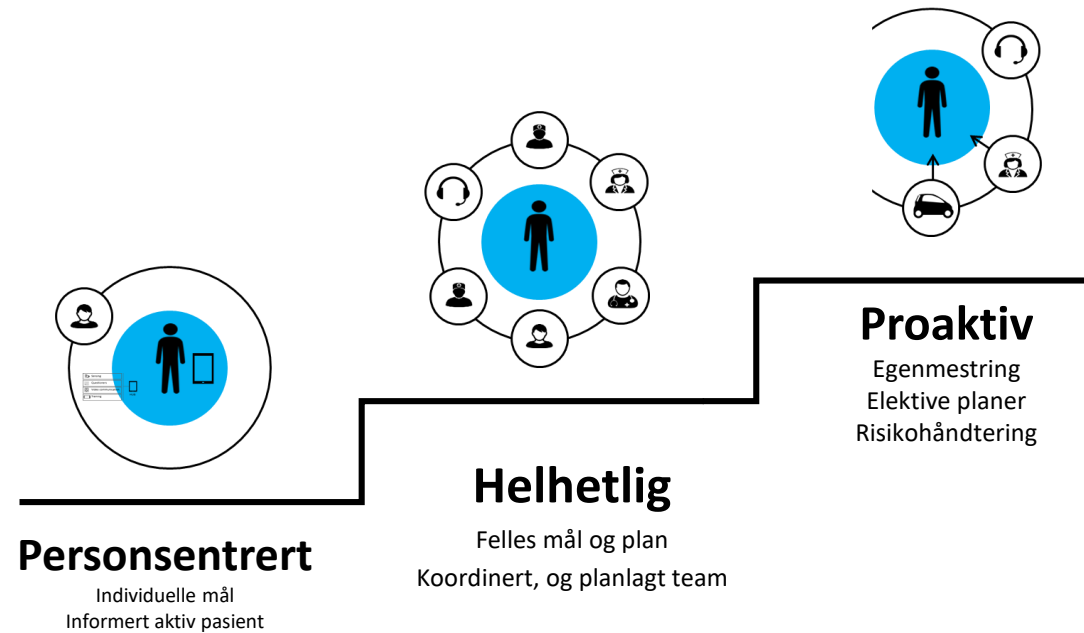 Personsentrert
Individuelle mål
Informert aktiv pasient
Helhetlig
Felles mål og plan
Koordinert, og planlagt team
Proaktiv
Egenmestring
Elektive planer
Risikohåndtering